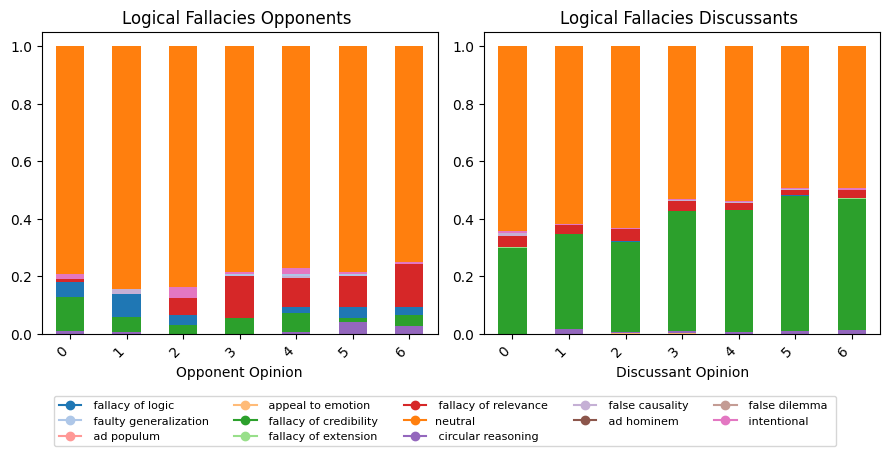 Logical Fallacies Opponents
1.0
0.8
0.6
0.4
0.2
0.0
0 1 2 3 4 5 6
Opponent Opinion
Logical Fallacies Discussants
1.0
0.8
0.6
0.4
0.2
0.0
0 1 2 3 4 5 6
Discussant Opinion
fallacy of logic
faulty generalization
ad populum
appeal to emotion
fallacy of credibility
fallacy of extension
fallacy of relevance
neutral
circular reasoning
false causality
ad hominem
false dilemma
intentional